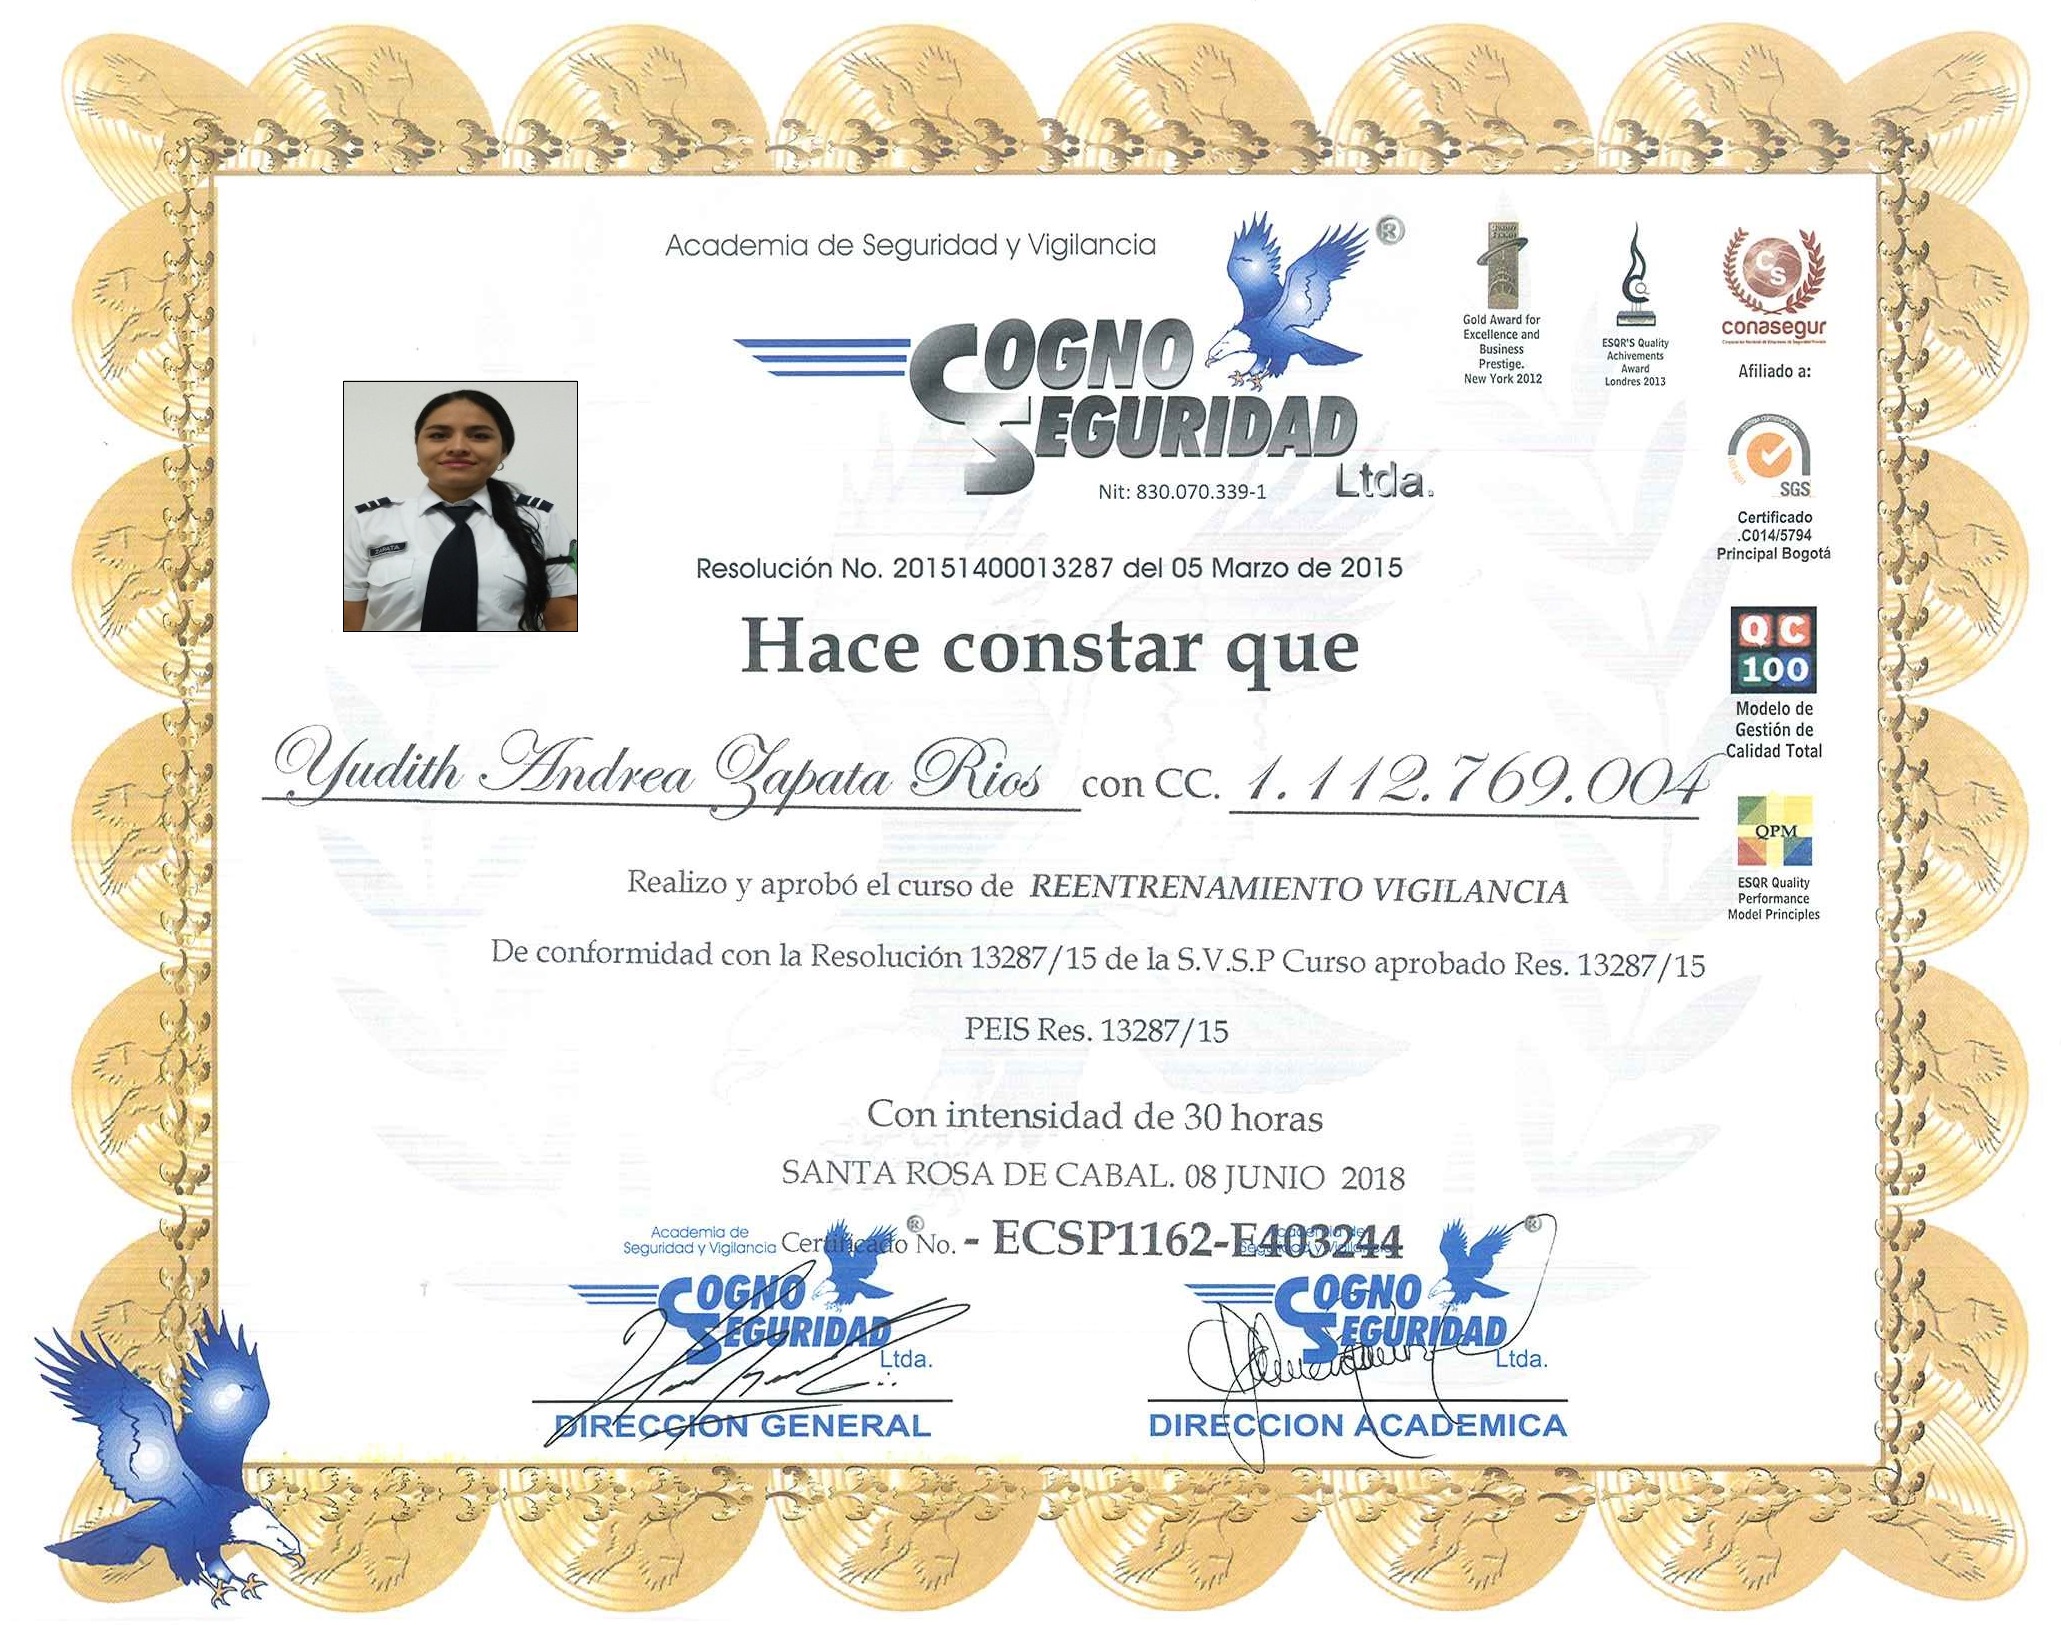 Academia de Seguridad y Vigilancia
®
COGNO
SEGURIDAD
Ltda.
Nit: 830.070.339-1
Gold Award for
Excellence and
Business
Prestige.
New York 2012
ESQR'S Quality
Achivements
Award
Londres 2013
CS
conasegur
Afiliado a:
SGS
Certificado
.C014/5794
Principal Bogotá
QC
100
Modelo de
Gestión de
Calidad Total
QPM
ESQR Quality
Performance
Model Principles
ZAPATA
Resolución No. 20151400013287 del 05 Marzo de 2015
Hace constar que
Yudith Andrea Zapata Rios con CC. 1.112.769.004
Realizo y aprobó el curso de REENTRENAMIENTO VIGILANCIA
De conformidad con la Resolución 13287/15 de la S.V.S.P Curso aprobado Res. 13287/15
PEIS Res. 13287/15
Con intensidad de 30 horas
SANTA ROSA DE CABAL. 08 JUNIO 2018
Certificado No. - ECSP1162-E403244
Academia de
Seguridad y Vigilancia
®
COGNO
SEGURIDAD
Ltda.
DIRECCION GENERAL
Academia de
Seguridad y Vigilancia
®
COGNO
SEGURIDAD
Ltda.
DIRECCION ACADEMICA